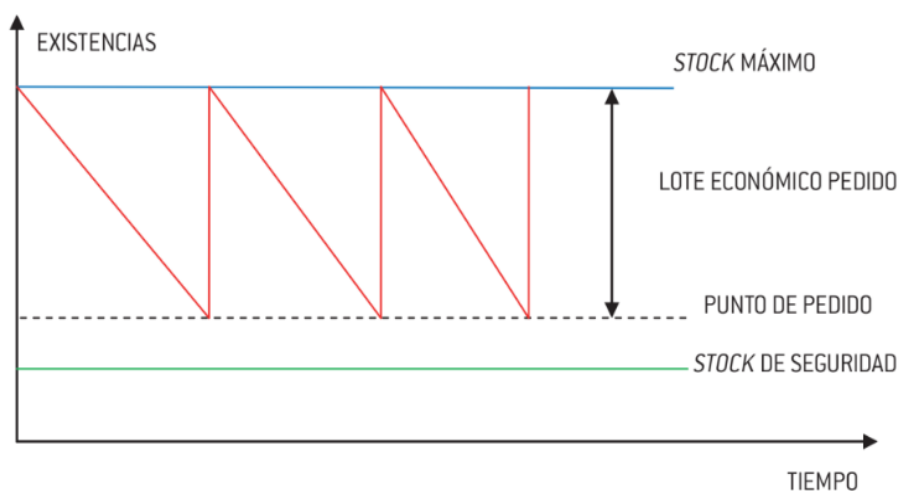 EXISTENCIAS
STOCK MÁXIMO
LOTE ECONÓMICO PEDIDO
PUNTO DE PEDIDO
STOCK DE SEGURIDAD
TIEMPO